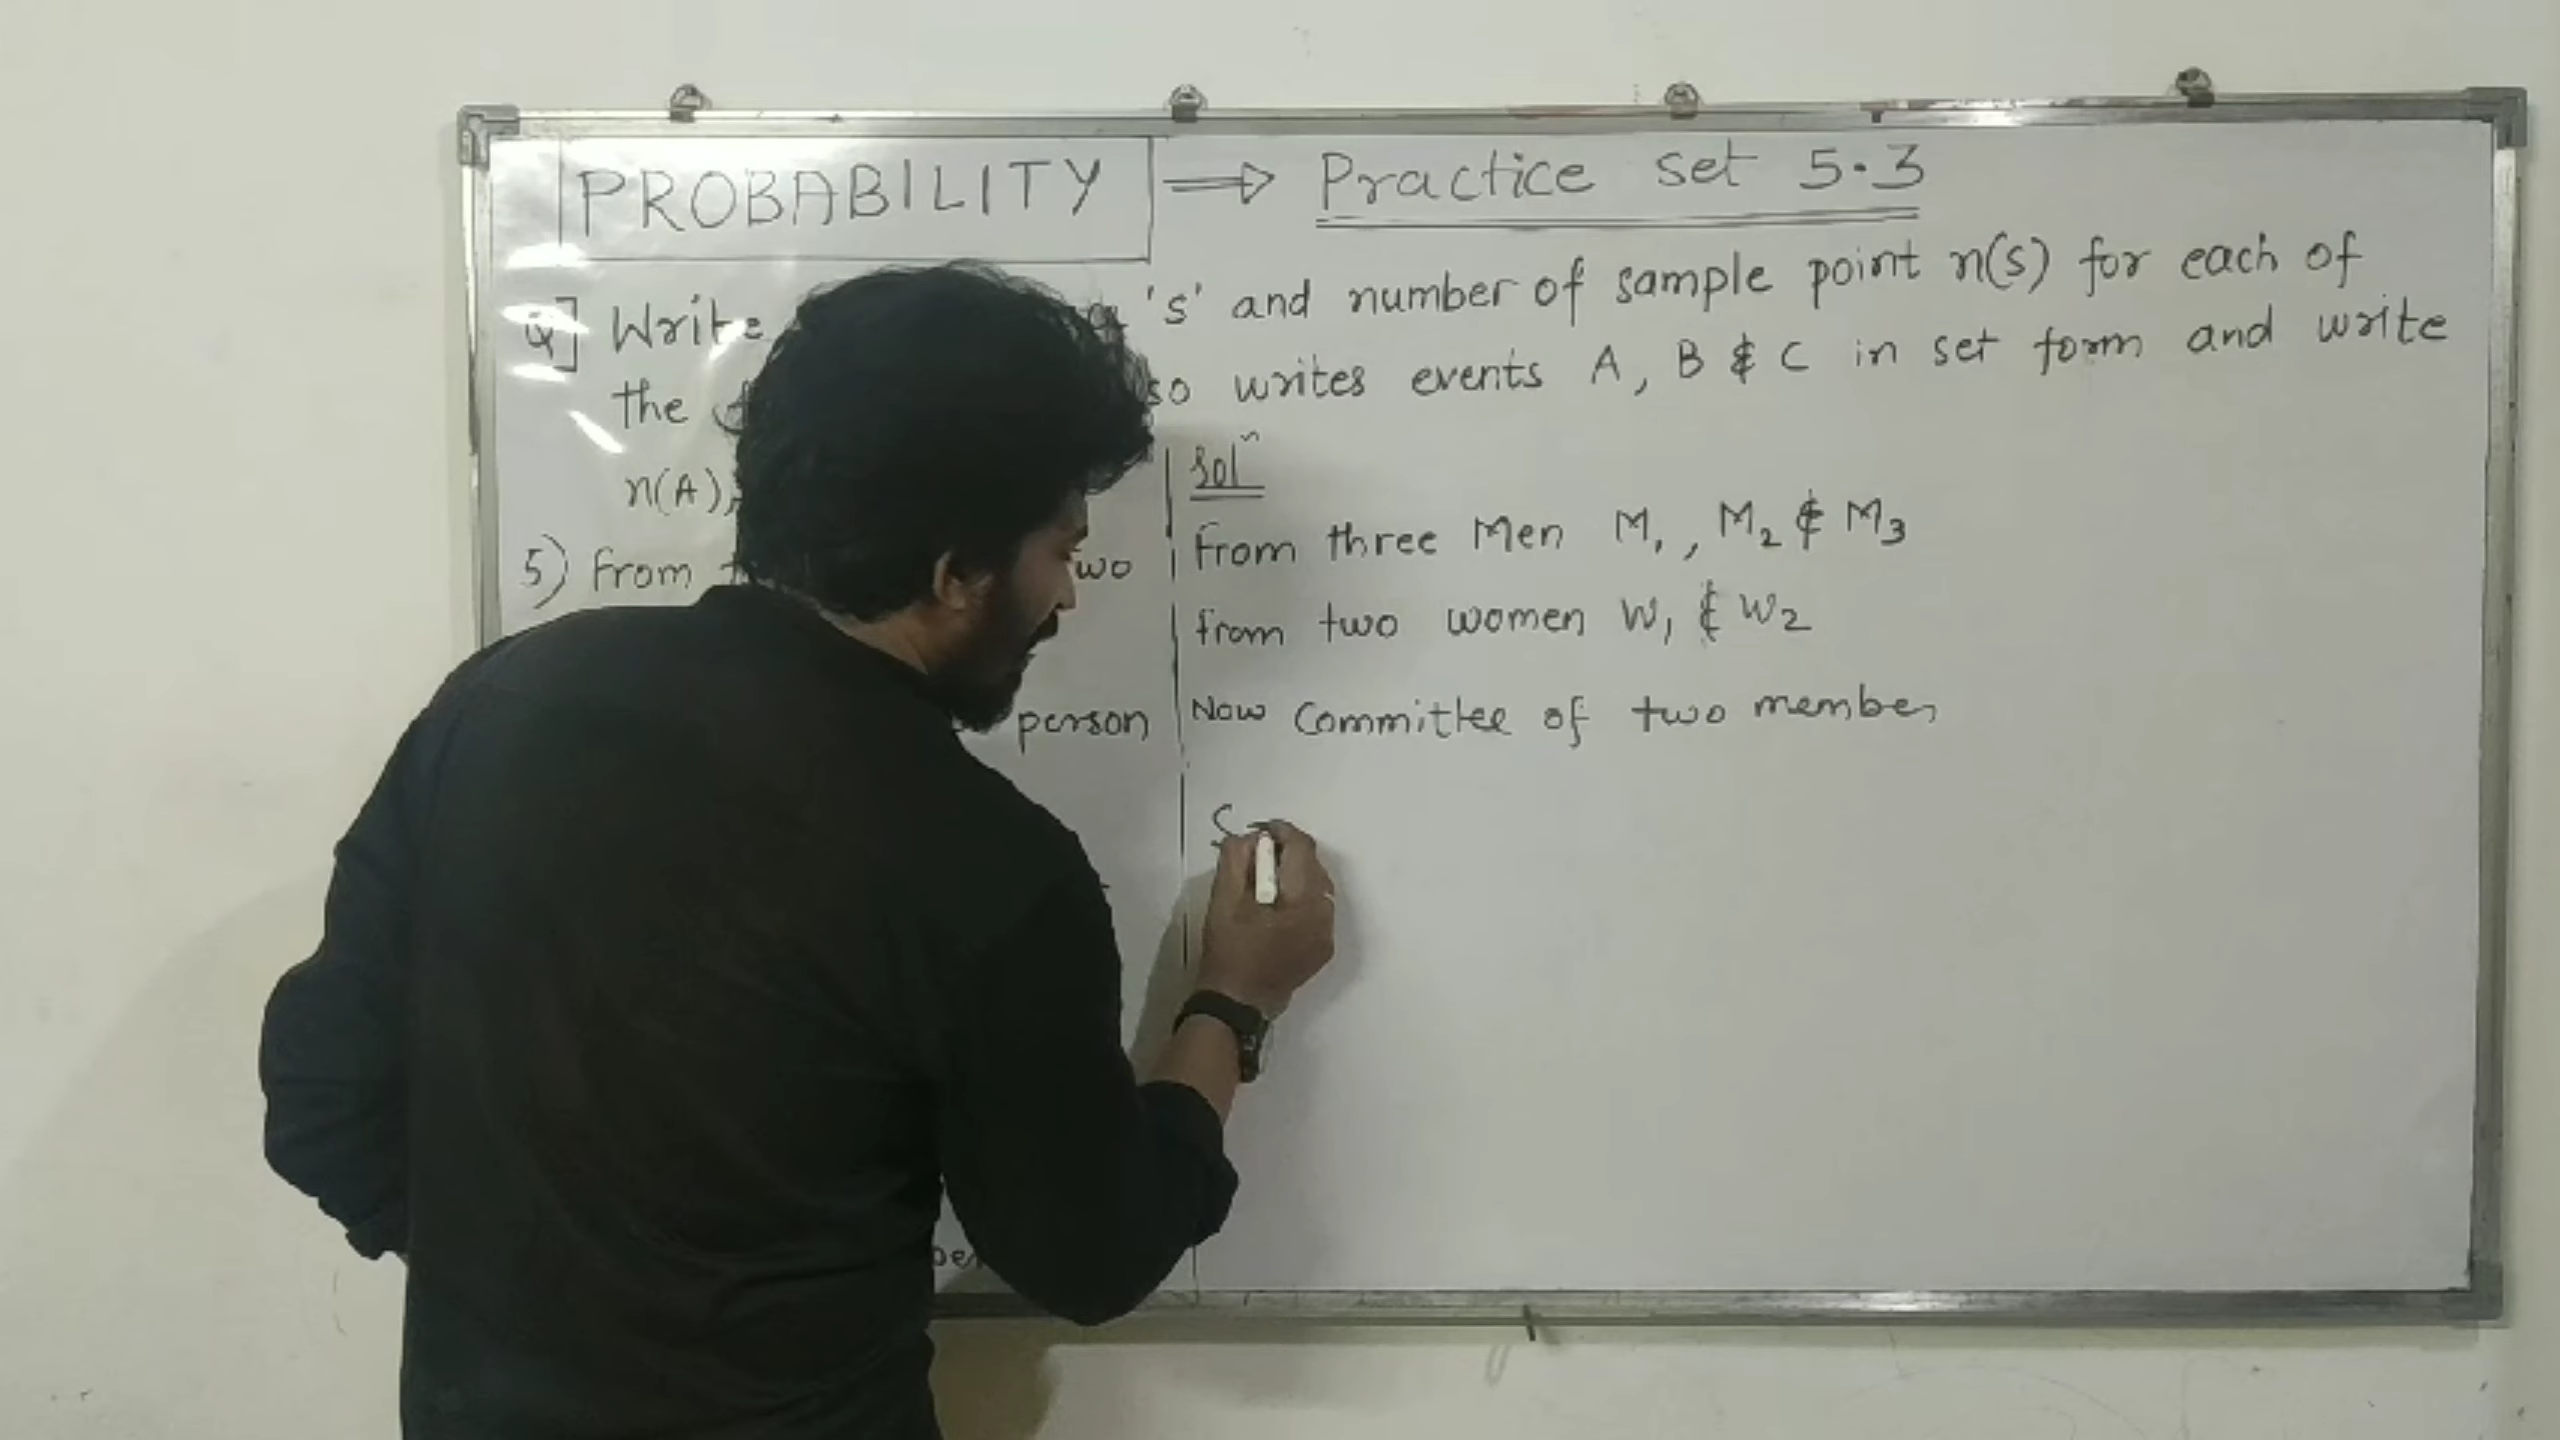 PROBABILITY ⇒ Practice set 5.3
Q] Write 's' and number of sample point n(s) for each of
the so writes events A, B & C in set form and write
n(A),
5) From two
person
Sol^n
From three Men M1, M2 & M3
from two women W1 & W2
Now Committee of two member
S =